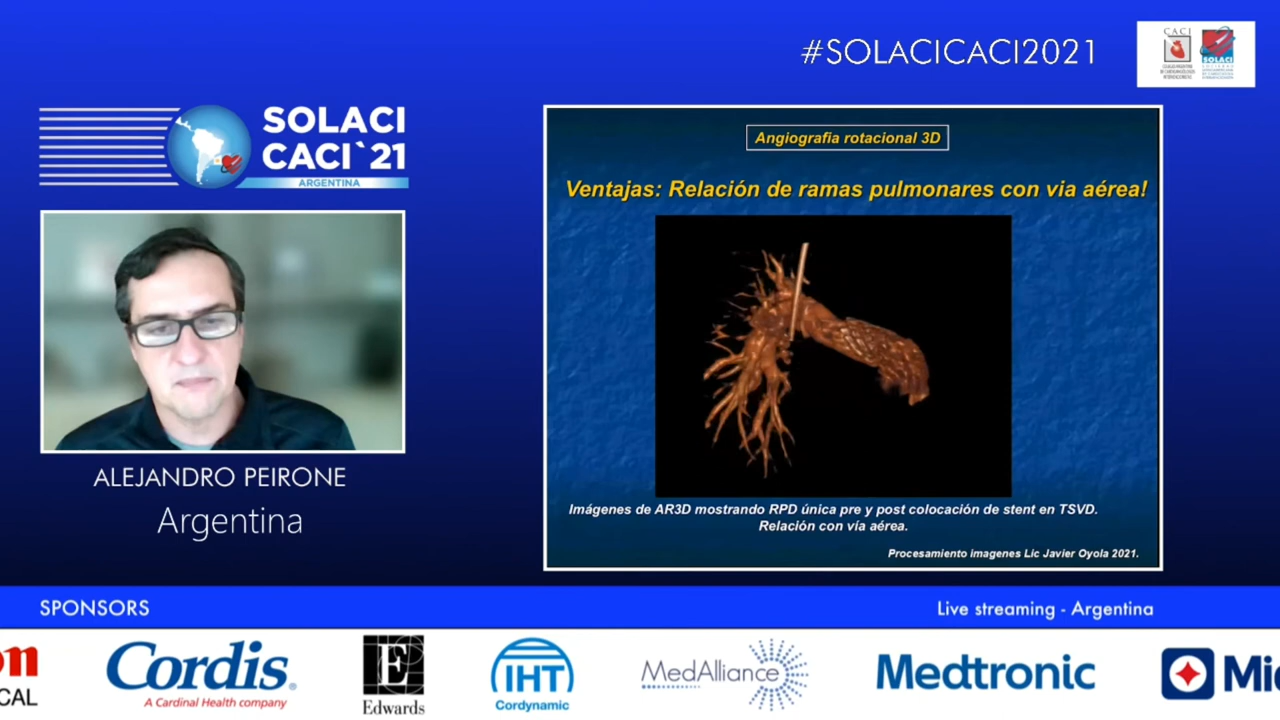 #SOLACICACI2021
CACI
SOLACI
SOLACI
CACI`21
ARGENTINA
Angiografia rotacional 3D
Ventajas: Relación de ramas pulmonares con via aérea!
Imágenes de AR3D mostrando RPD única pre y post colocación de stent en TSVD.
Relación con vía aérea.
Procesamiento imagenes Lic Javier Oyola 2021.
ALEJANDRO PEIRONE
Argentina
SPONSORS
Live streaming - Argentina
Cordis
A Cardinal Health company
E
Edwards
IHT
Cordynamic
MedAlliance
Medtronic